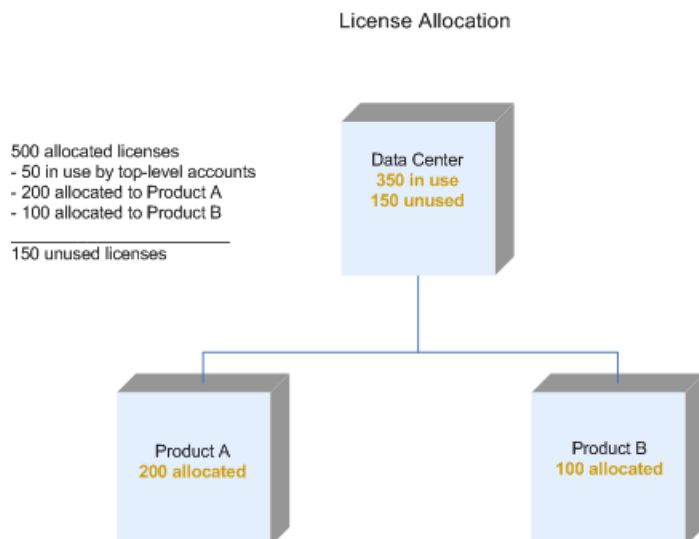 License Allocation
500 allocated licenses
- 50 in use by top-level accounts
- 200 allocated to Product A
- 100 allocated to Product B
150 unused licenses
Data Center
350 in use
150 unused
Product A
200 allocated
Product B
100 allocated